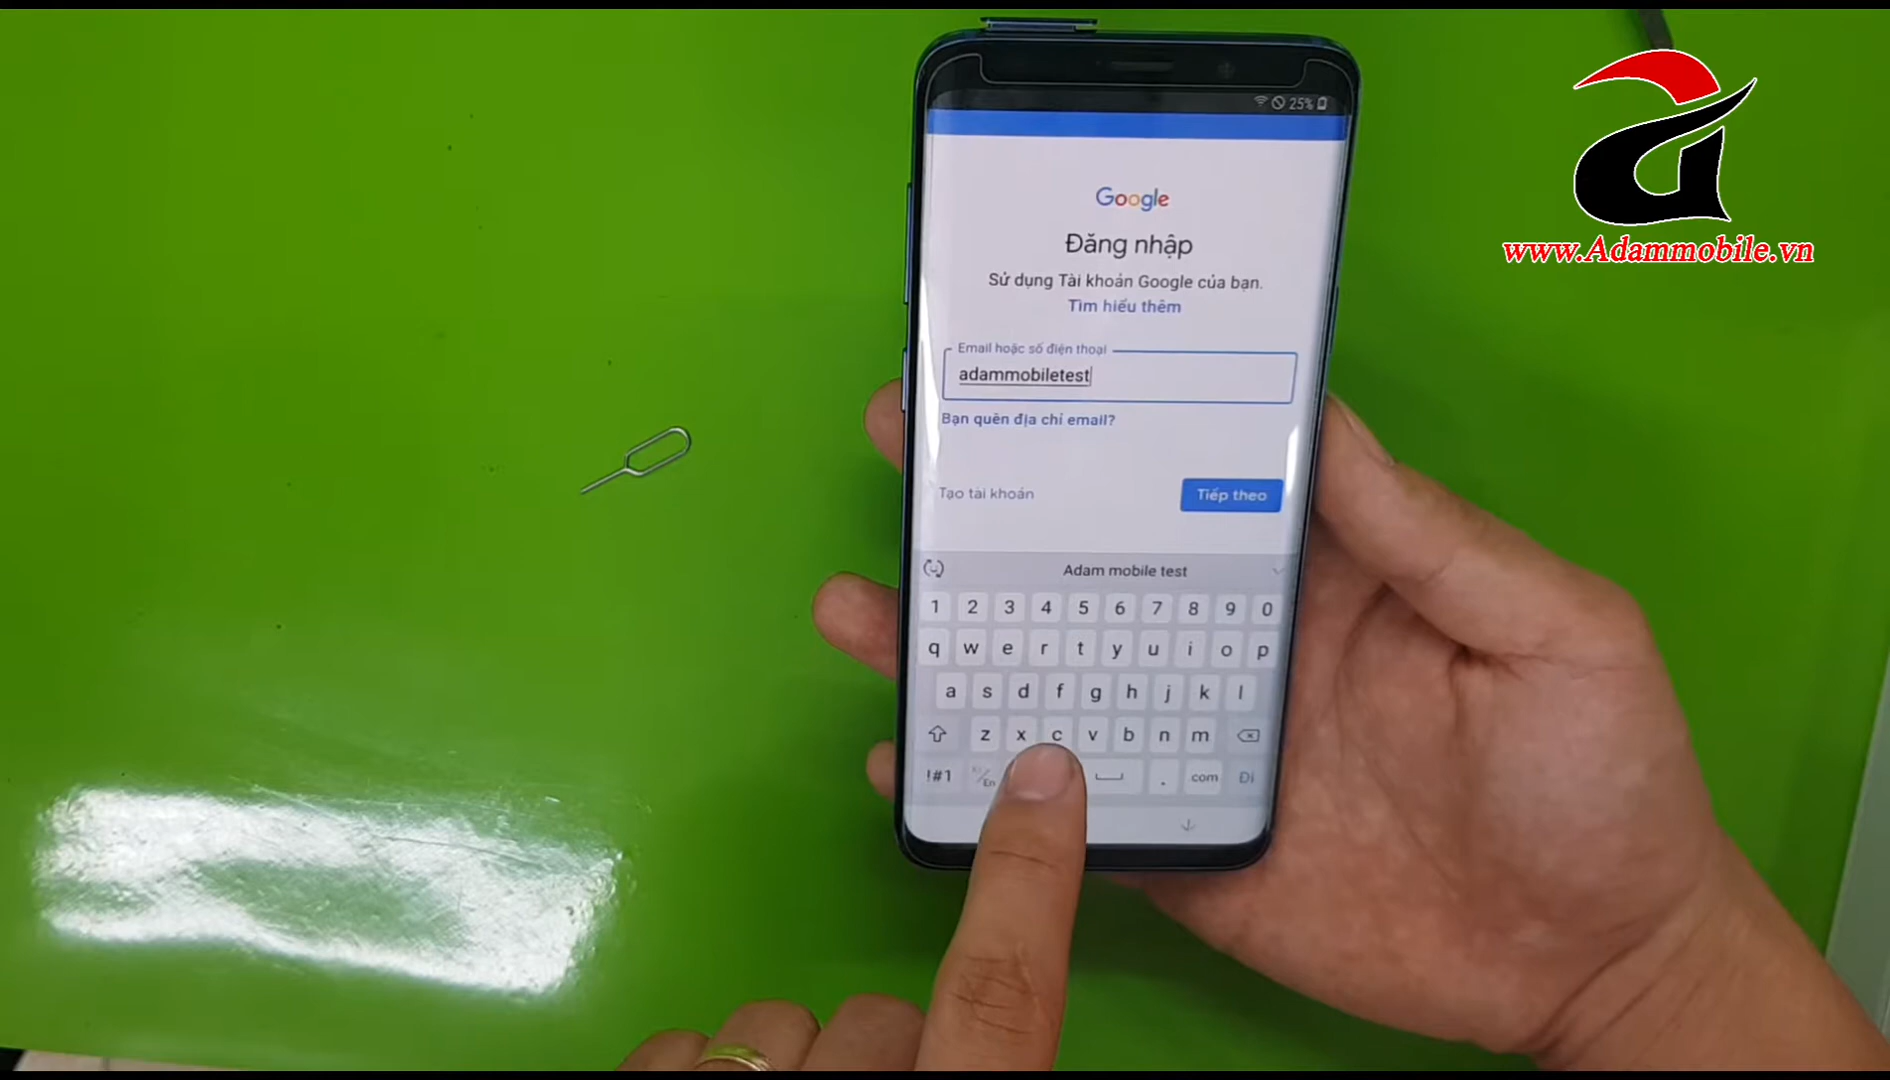 25%
www.Adammobile.vn
Google
Đăng nhập
Sử dụng Tài khoản Google của bạn.
Tìm hiểu thêm
Email hoặc số điện thoại
adammobiletest
Bạn quên địa chỉ email?
Tạo tài khoản
Tiếp theo
Adam mobile test
1 2 3 4 5 6 7 8 9 0
q w e r t y u i o p
a s d f g h j k l
z x c v b n m
!#1 En . com Đi